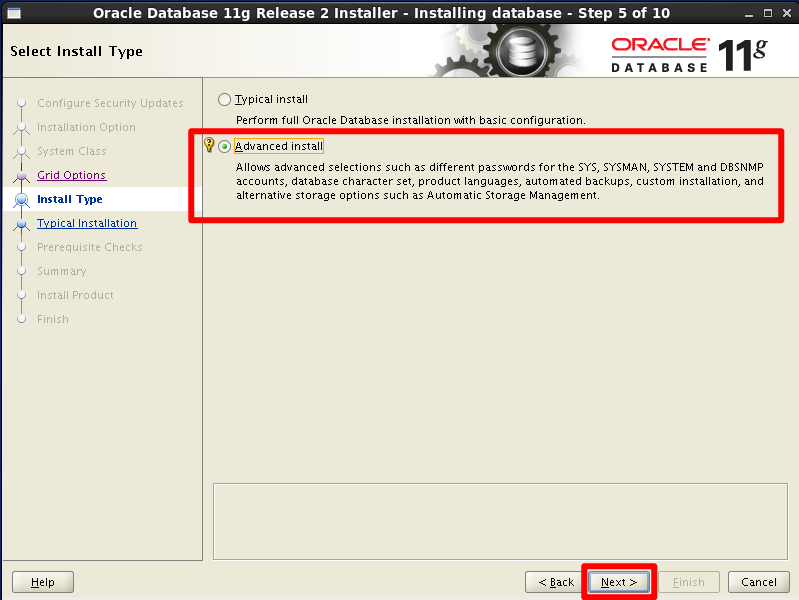 Oracle Database 11g Release 2 Installer - Installing database - Step 5 of 10
Select Install Type
ORACLE
DATABASE
11g
Configure Security Updates
Installation Option
System Class
Grid Options
Install Type
Typical Installation
Prerequisite Checks
Summary
Install Product
Finish
Typical install
Perform full Oracle Database installation with basic configuration.
Advanced install
Allows advanced selections such as different passwords for the SYS, SYSMAN, SYSTEM and DBSNMP
accounts, database character set, product languages, automated backups, custom installation, and
alternative storage options such as Automatic Storage Management.
Help
< Back
Next >
Finish
Cancel